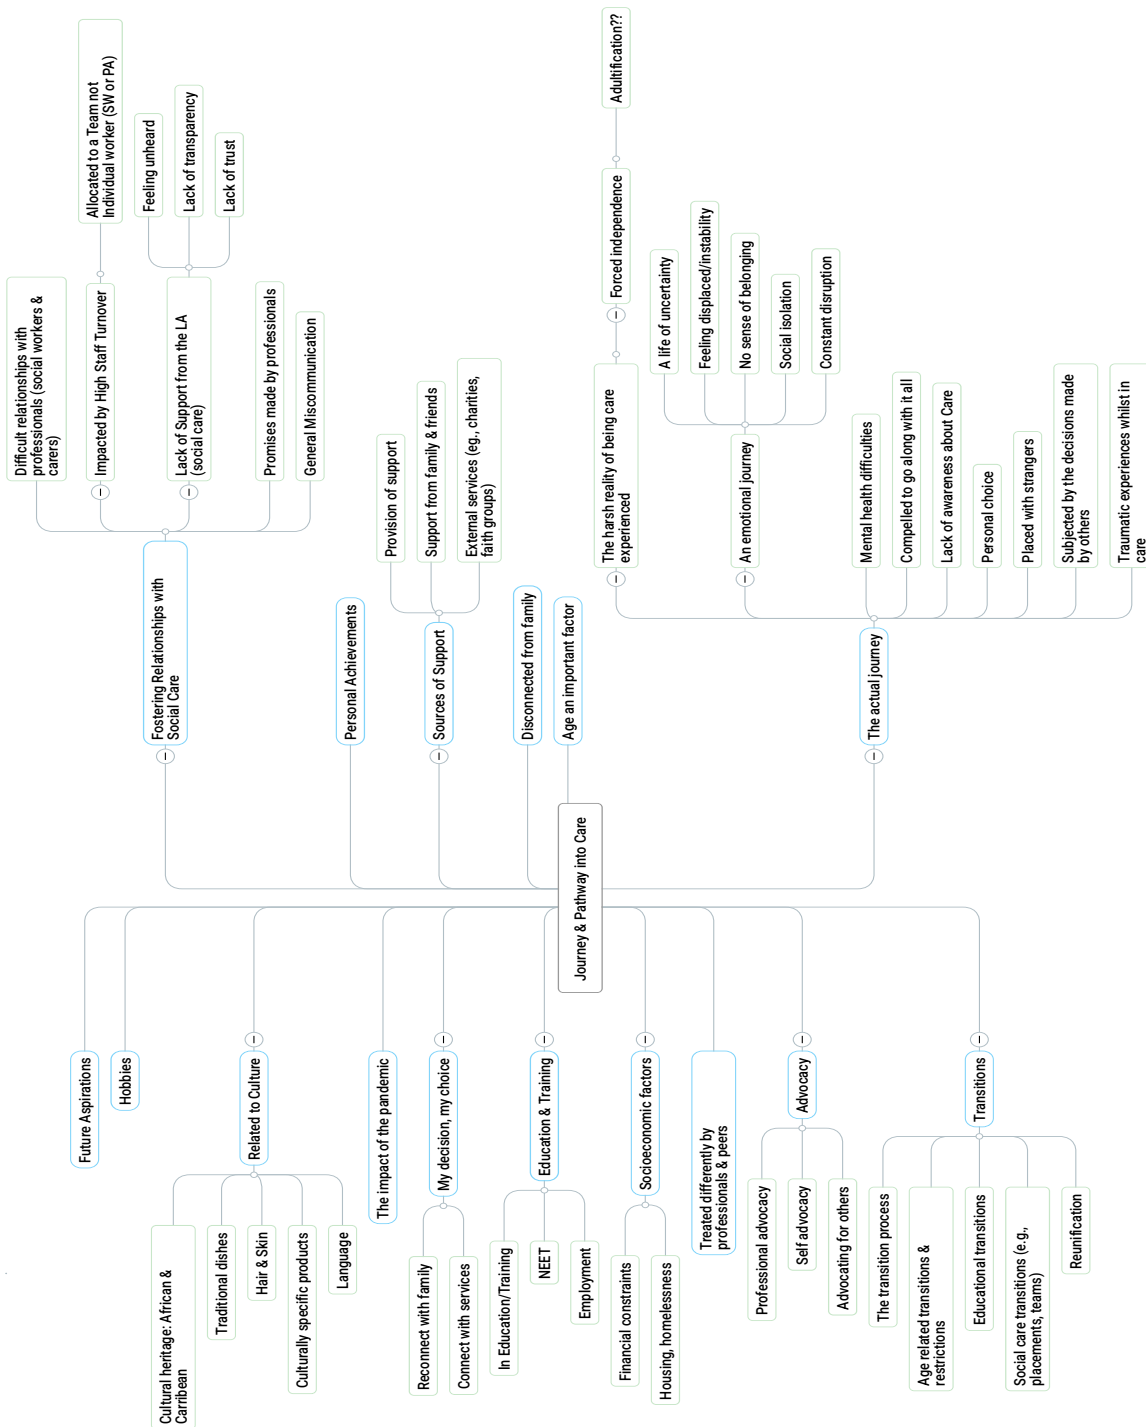 Journey & Pathway into Care
Future Aspirations
Hobbies
Related to Culture
Cultural heritage: African &
Carribean
Traditional dishes
Hair & Skin
Culturally specific products
Language
The impact of the pandemic
My decision, my choice
Reconnect with family
Connect with services
Education & Training
In Education/Training
NEET
Employment
Socioeconomic factors
Financial constraints
Housing, homelessness
Treated differently by
professionals & peers
Advocacy
Professional advocacy
Self advocacy
Advocating for others
Transitions
The transition process
Age related transitions &
restrictions
Educational transitions
Social care transitions (e.g.,
placements, teams)
Reunification
Fostering Relationships with
Social Care
Difficult relationships with
professionals (social workers &
carers)
Impacted by High Staff Turnover
Allocated to a Team not
Individual worker (SW or PA)
Lack of Support from the LA
(social care)
Feeling unheard
Lack of transparency
Lack of trust
Promises made by professionals
General Miscommunication
Personal Achievements
Sources of Support
Provision of support
Support from family & friends
External services (eg., charities,
faith groups)
Disconnected from family
Age an important factor
The actual journey
The harsh reality of being care
experienced
Forced independence
Adultification??
An emotional journey
A life of uncertainty
Feeling displaced/instability
No sense of belonging
Social isolation
Constant disruption
Mental health difficulties
Compelled to go along with it all
Lack of awareness about Care
Personal choice
Placed with strangers
Subjected by the decisions made
by others
Traumatic experiences whilst in
care